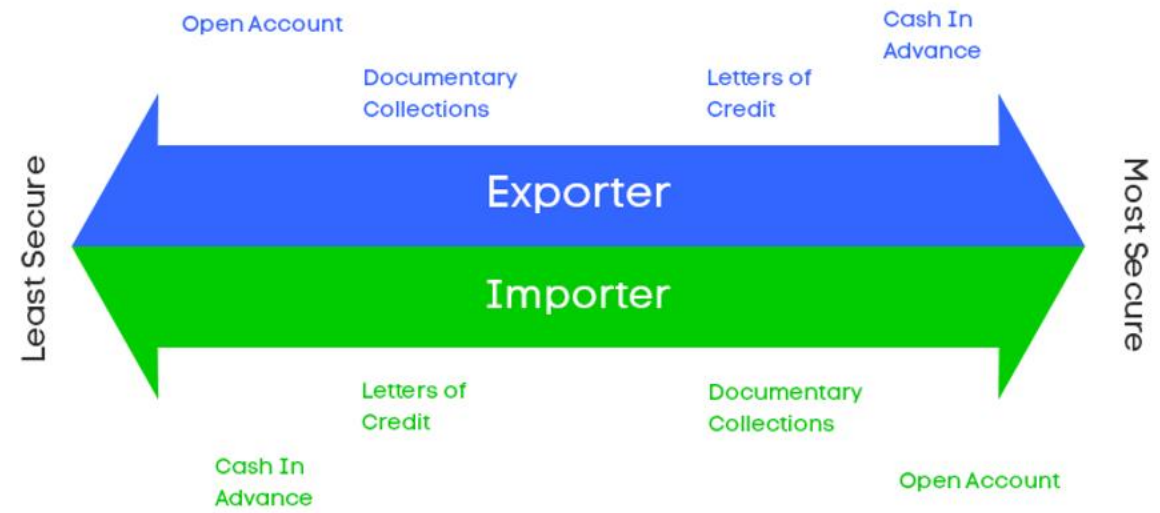 Open Account
Cash In
Advance
Documentary
Collections
Letters of
Credit
Least Secure
Exporter
Importer
Most Secure
Letters of
Credit
Documentary
Collections
Cash In
Advance
Open Account